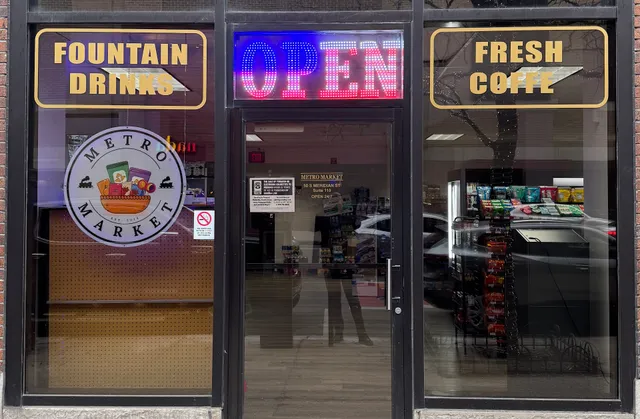 FOUNTAIN
DRINKS
OPEN
FRESH
COFFE
METRO
MARKET
METRO MARKET
OPEN 24/7